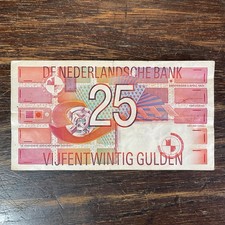 DE NEDERLANDSCHE BANK
25
VIJFENTWINTIG GULDEN